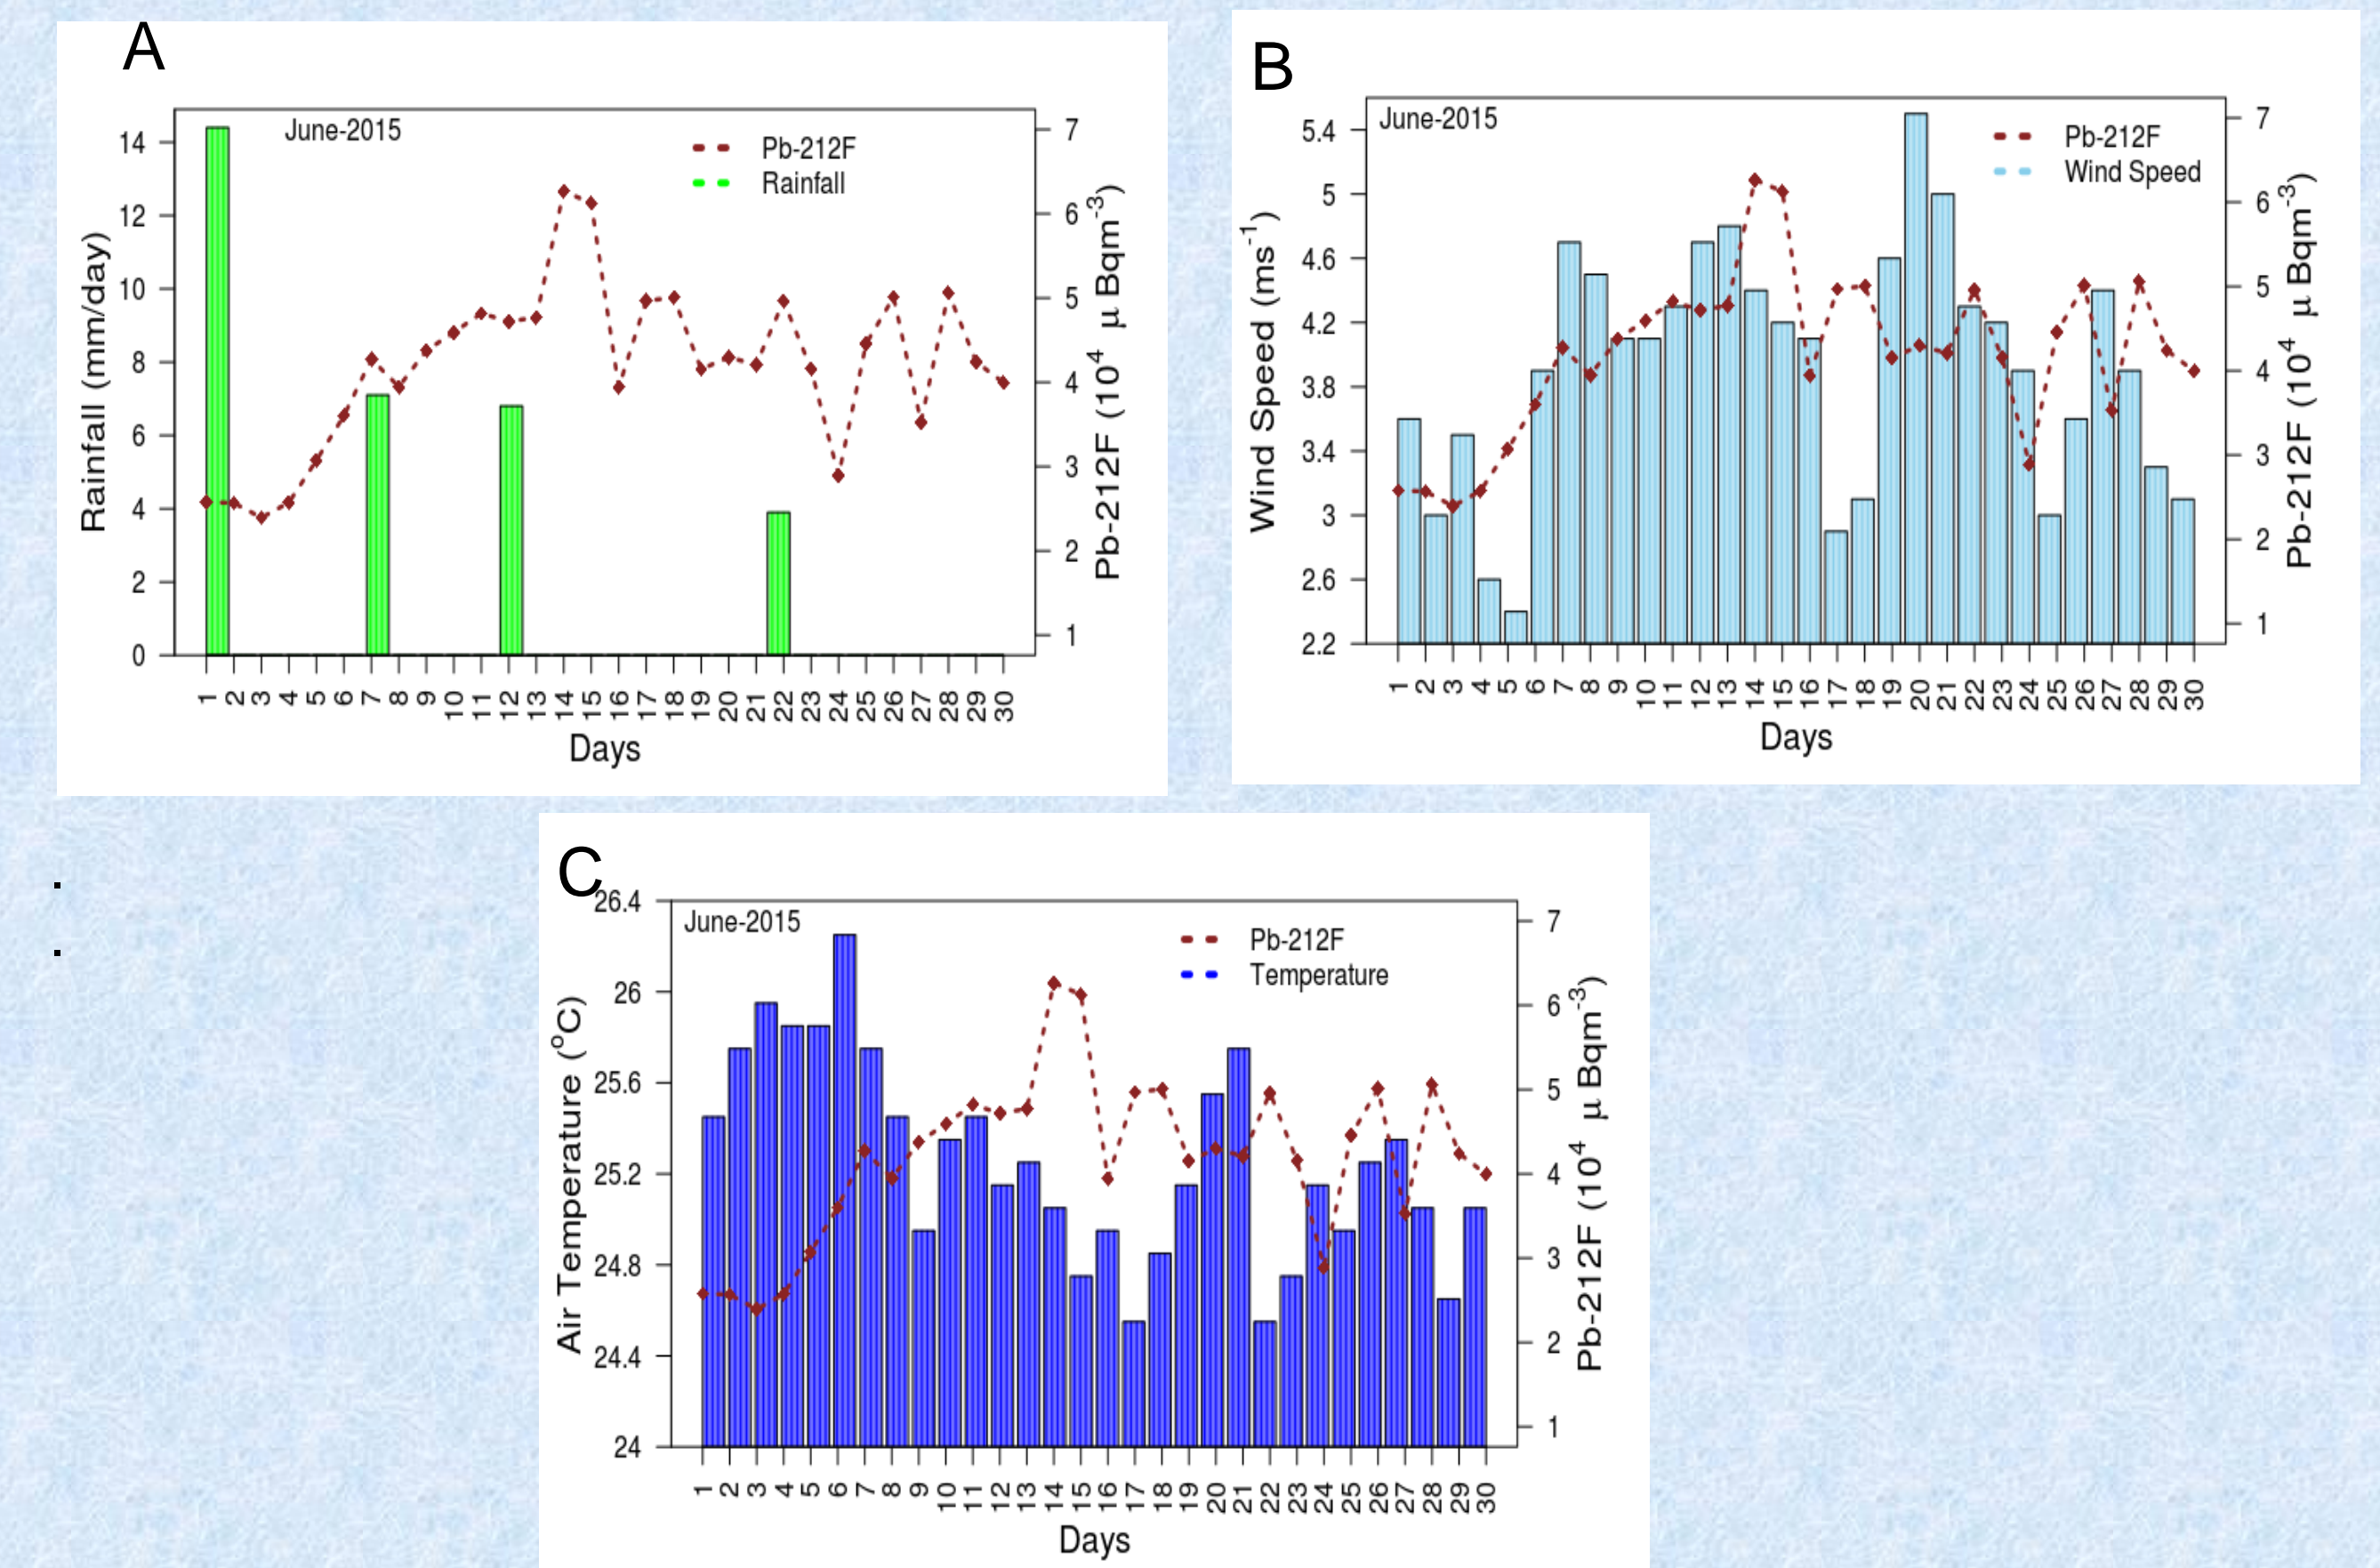 A
June-2015
Pb-212F
Rainfall
14
12
10
8
6
4
2
0
7
6
5
4
3
2
1
Rainfall (mm/day)
Pb-212F (10⁴ μ Bqm⁻³)
1 2 3 4 5 6 7 8 9 10 11 12 13 14 15 16 17 18 19 20 21 22 23 24 25 26 27 28 29 30
Days
B
June-2015
Pb-212F
Wind Speed
5.4
5
4.6
4.2
3.8
3.4
3
2.6
2.2
7
6
5
4
3
2
1
Wind Speed (ms⁻¹)
Pb-212F (10⁴ μ Bqm⁻³)
1 2 3 4 5 6 7 8 9 10 11 12 13 14 15 16 17 18 19 20 21 22 23 24 25 26 27 28 29 30
Days
.
.
C
June-2015
Pb-212F
Temperature
26.4
26
25.6
25.2
24.8
24.4
24
7
6
5
4
3
2
1
Air Temperature (°C)
Pb-212F (10⁴ μ Bqm⁻³)
1 2 3 4 5 6 7 8 9 10 11 12 13 14 15 16 17 18 19 20 21 22 23 24 25 26 27 28 29 30
Days